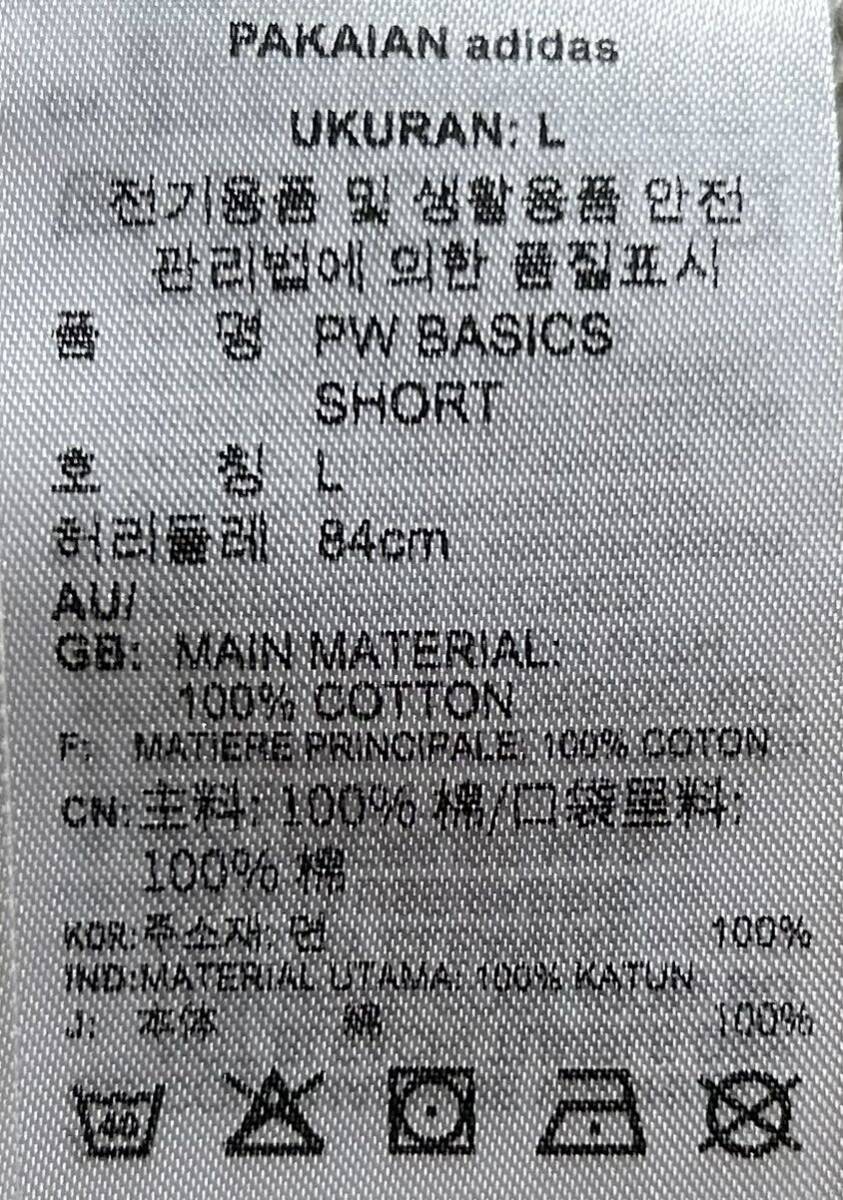 PAKAIAN adidas
UKURAN: L
전기용품 및 생활용품 안전
관리법에 의한 품질표시
품 명 PW BASICS
SHORT
호 칭 L
허리둘레 84cm
AU/
GB: MAIN MATERIAL:
100% COTTON
F: MATIERE PRINCIPALE: 100% COTON
CN: 主料: 100% 棉/口袋里料:
100% 棉
KOR: 주소재: 면 100%
IND:MATERIAL UTAMA: 100% KATUN
J: 本体 綿 100%
40